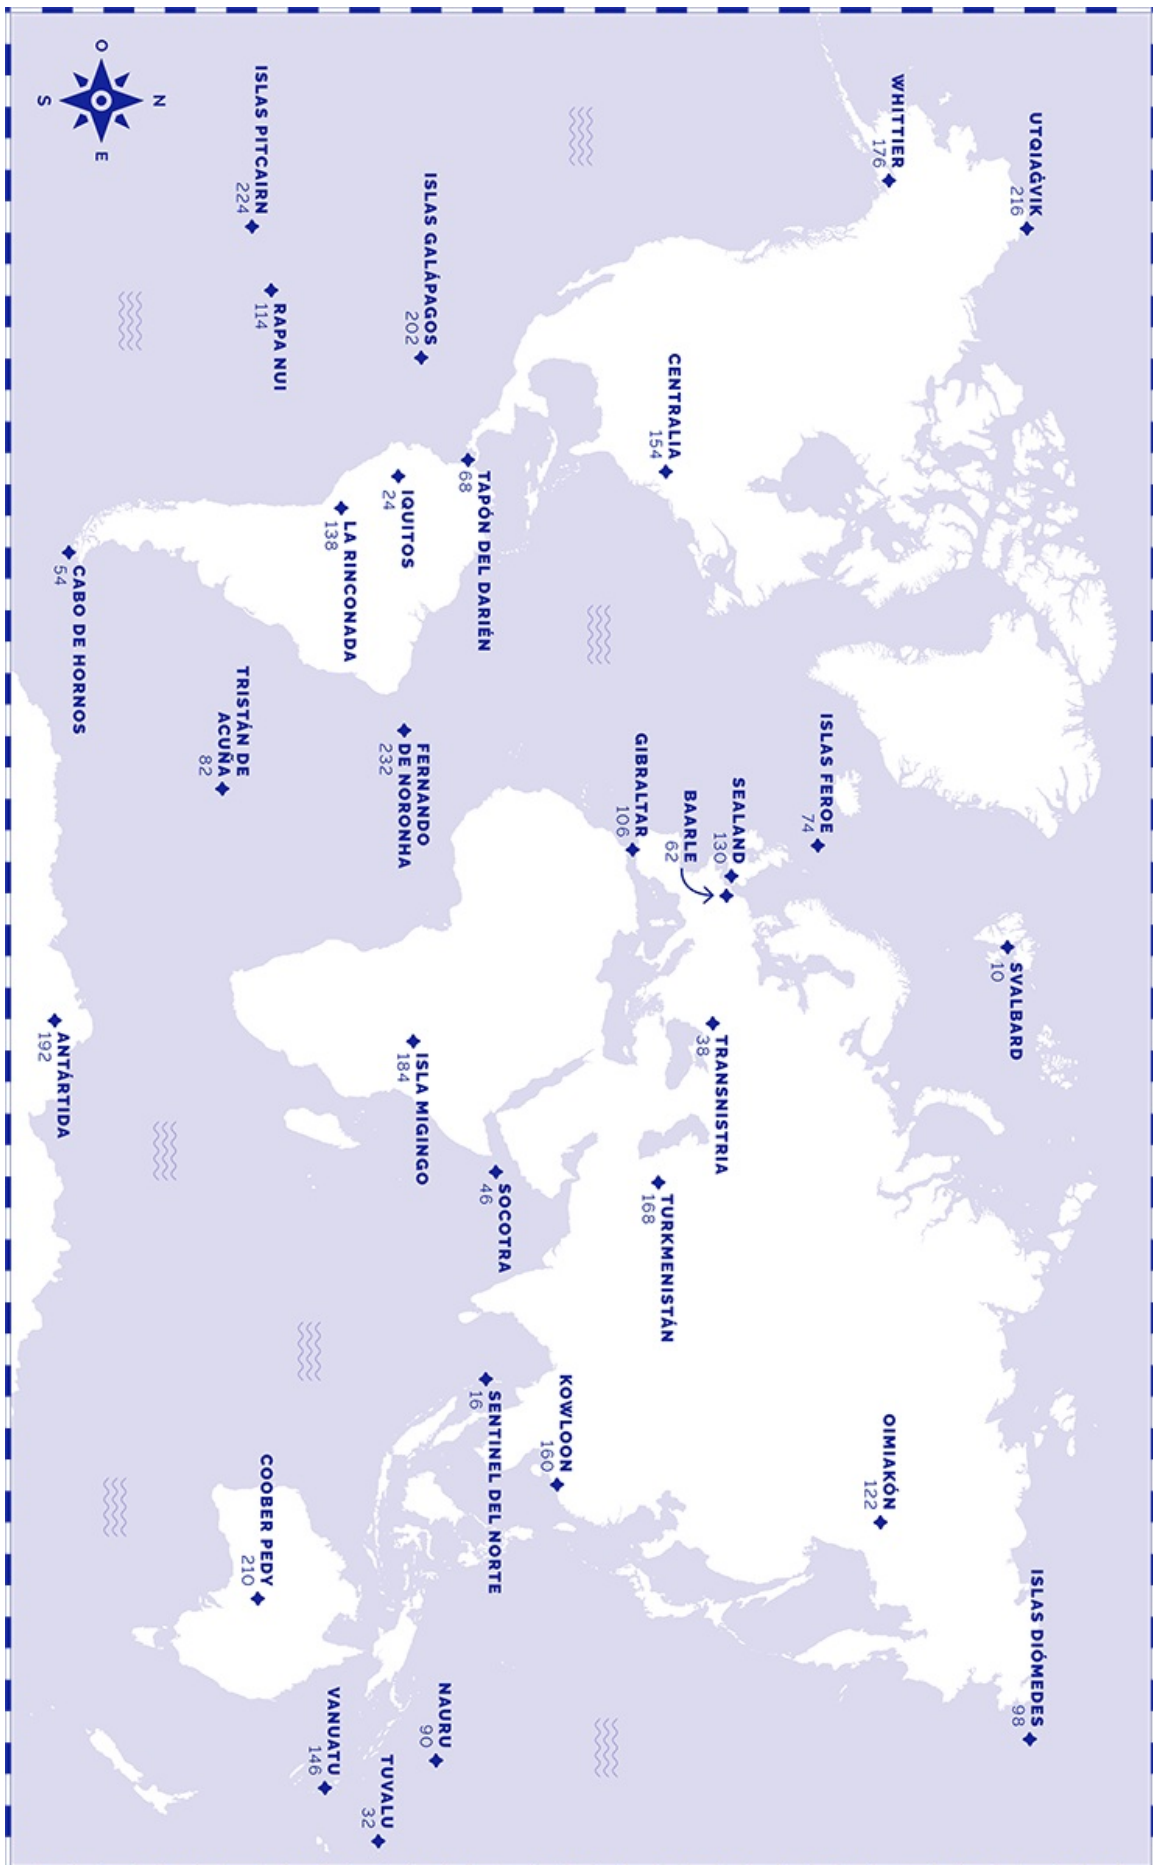 O
N
S
E
UTQIAĠVIK
216
WHITTIER
176
ISLAS PITCAIRN
224
ISLAS GALÁPAGOS
202
RAPA NUI
114
CENTRALIA
154
TAPÓN DEL DARIÉN
68
IQUITOS
24
LA RINCONADA
138
CABO DE HORNOS
54
TRISTÁN DE
ACUÑA
82
FERNANDO
DE NORONHA
232
ISLAS FEROE
74
SEALAND
130
BAARLE
62
GIBRALTAR
106
SVALBARD
10
TRANSNISTRIA
38
ISLA MIGINGO
184
ANTÁRTIDA
192
SOCOTRA
46
TURKMENISTÁN
168
SENTINEL DEL NORTE
16
KOWLOON
160
OIMIAKÓN
122
COOBER PEDY
210
ISLAS DIÓMEDES
98
NAURU
90
VANUATU
146
TUVALU
32